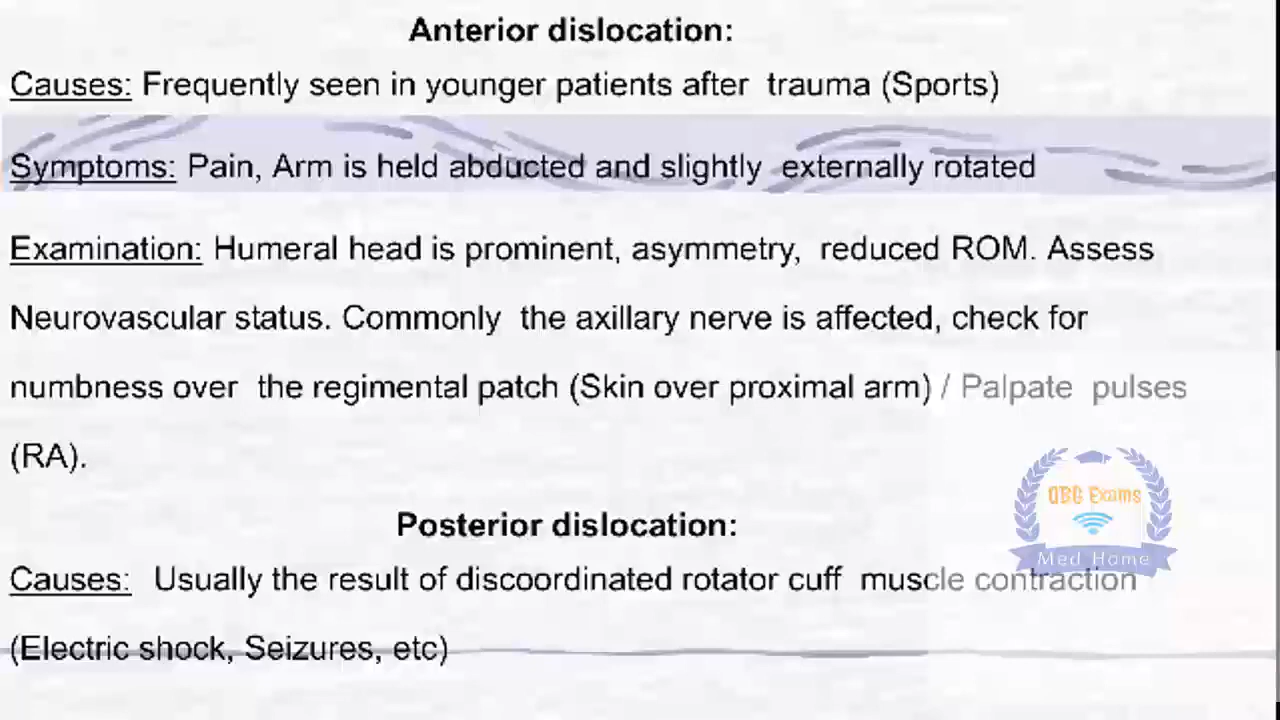 Anterior dislocation:
Causes: Frequently seen in younger patients after trauma (Sports)
Symptoms: Pain, Arm is held abducted and slightly externally rotated
Examination: Humeral head is prominent, asymmetry, reduced ROM. Assess
Neurovascular status. Commonly the axillary nerve is affected, check for
numbness over the regimental patch (Skin over proximal arm) / Palpate pulses
(RA).
OBG Exams
Med Home
Posterior dislocation:
Causes: Usually the result of discoordinated rotator cuff muscle contraction
(Electric shock, Seizures, etc)